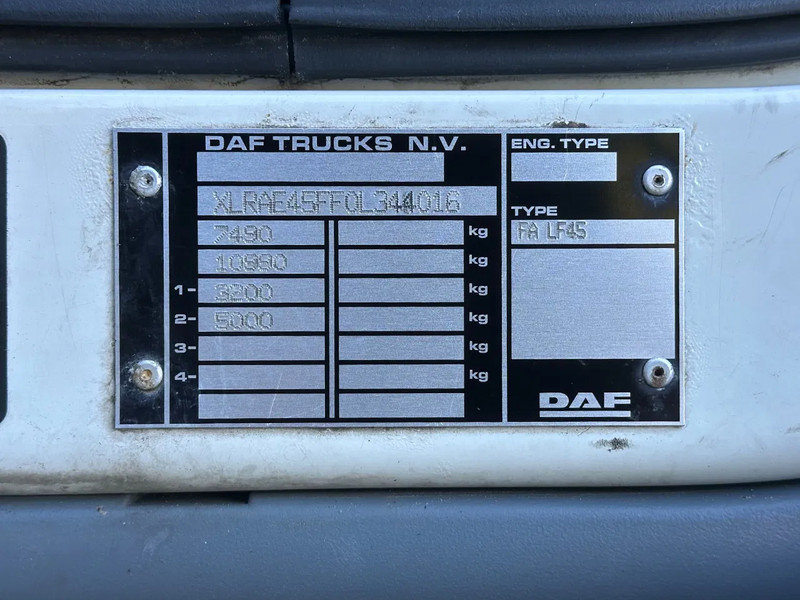 DAF TRUCKS N.V.
XLRAE45FF0L344016
7490 kg
10990 kg
1- 3200 kg
2- 5000 kg
3- kg
4- kg
ENG. TYPE
TYPE
FA LF45
DAF